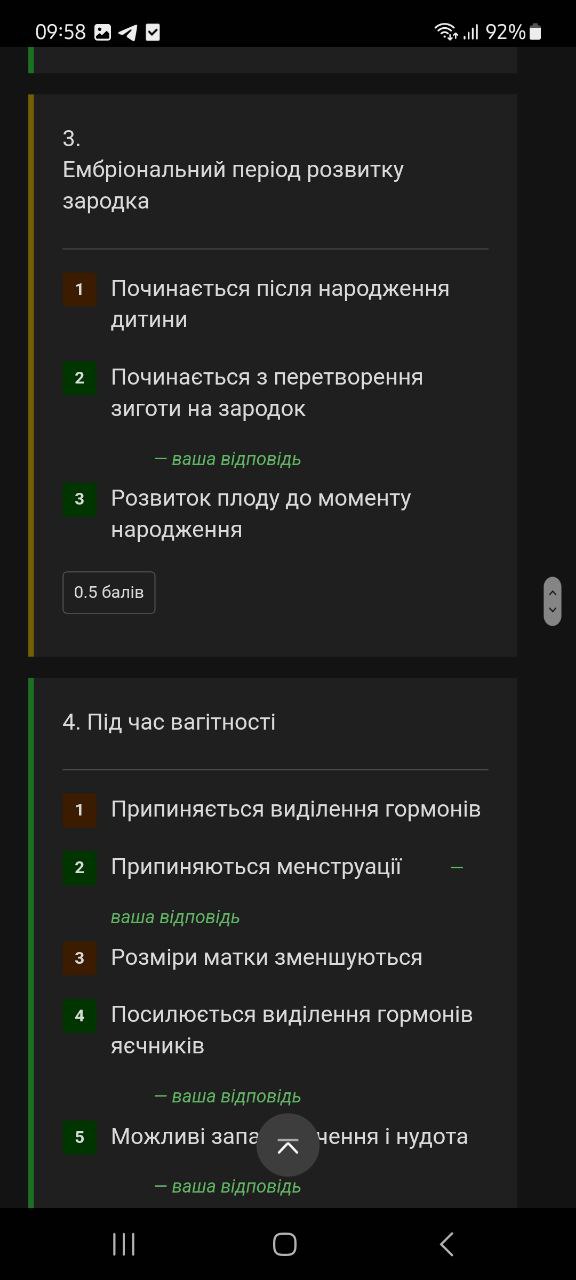 09:58
92%
3.
Ембріональний період розвитку
зародка
1 Починається після народження
дитини
2 Починається з перетворення
зиготи на зародок
— ваша відповідь
3 Розвиток плоду до моменту
народження
0.5 балів
4. Під час вагітності
1 Припиняється виділення гормонів
2 Припиняються менструації —
ваша відповідь
3 Розміри матки зменшуються
4 Посилюється виділення гормонів
яєчників
— ваша відповідь
5 Можливі і нудота
— ваша відповідь